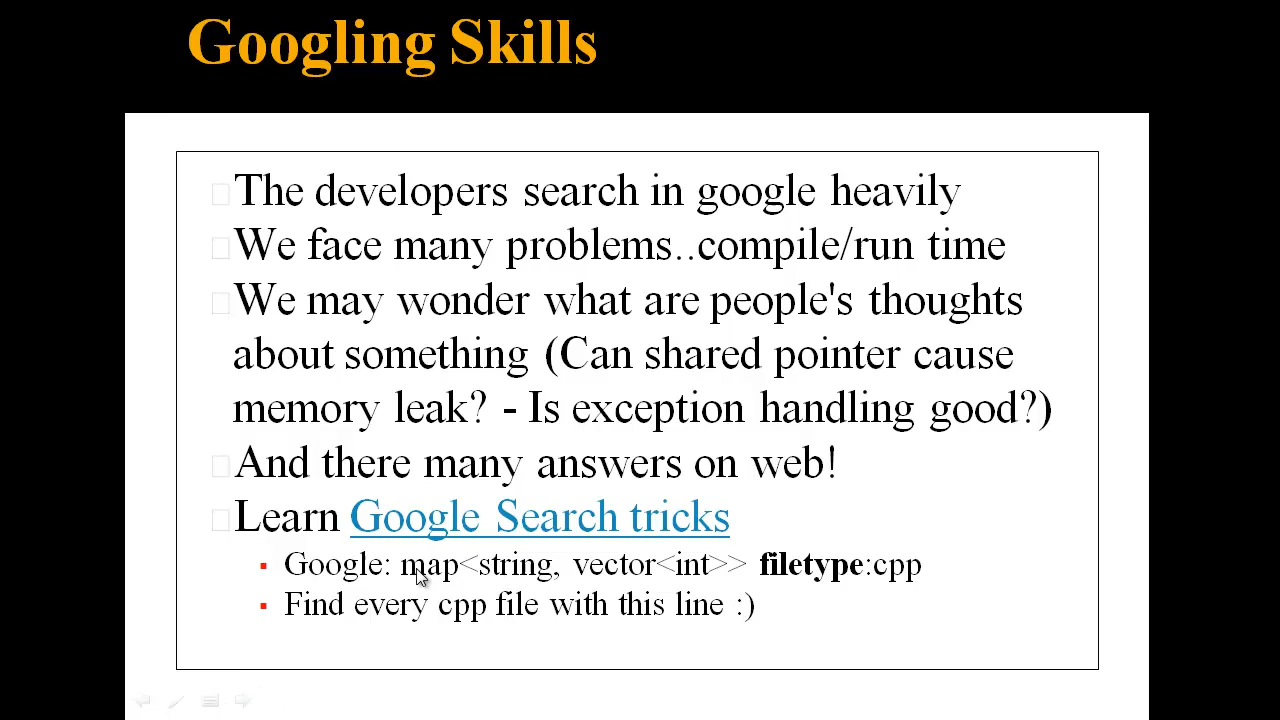 Googling Skills
The developers search in google heavily
We face many problems..compile/run time
We may wonder what are people's thoughts
about something (Can shared pointer cause
memory leak? - Is exception handling good?)
And there many answers on web!
Learn Google Search tricks
Google: map<string, vector<int>> filetype:cpp
Find every cpp file with this line :)